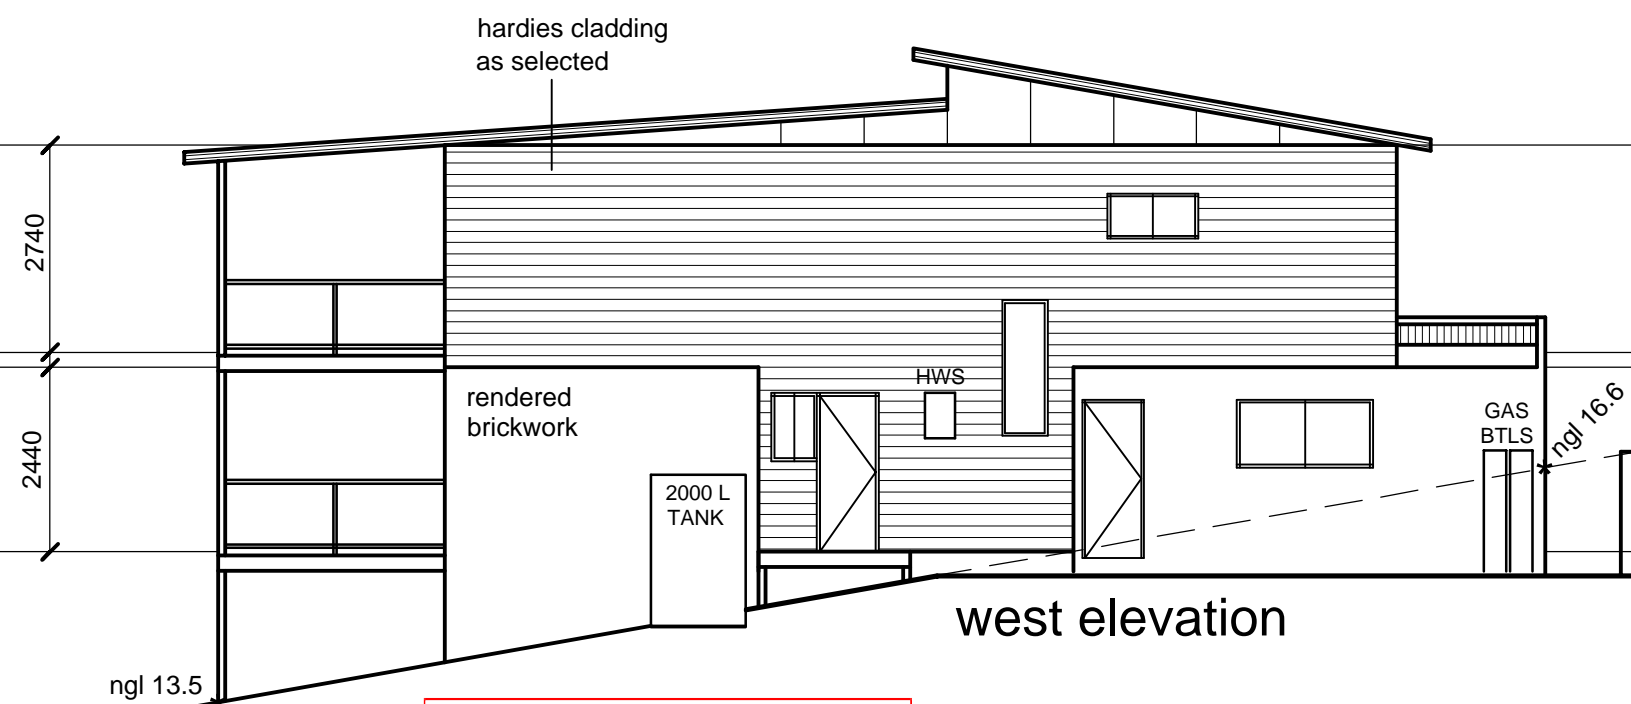 hardies cladding
as selected
2740
HWS
rendered
brickwork
GAS
BTLS
ngl 16.6
2440
2000 L
TANK
west elevation
ngl 13.5